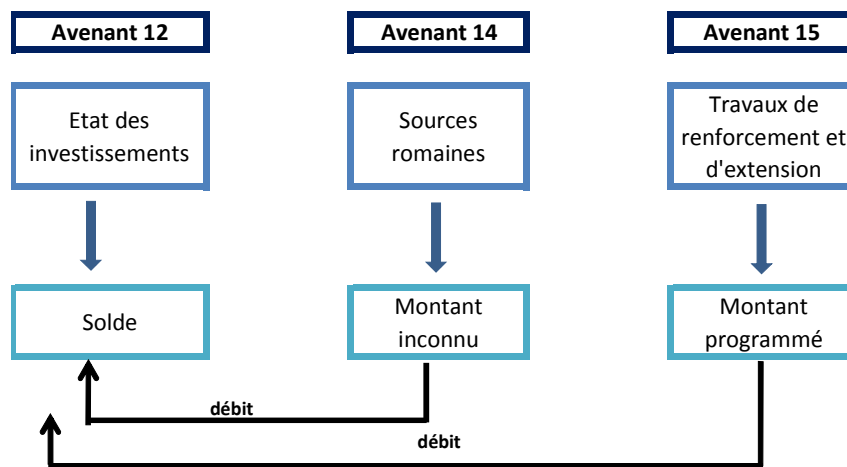 Avenant 12
Avenant 14
Avenant 15
Etat des
investissements
Sources
romaines
Travaux de
renforcement et
d'extension
Solde
Montant
inconnu
Montant
programmé
débit
débit